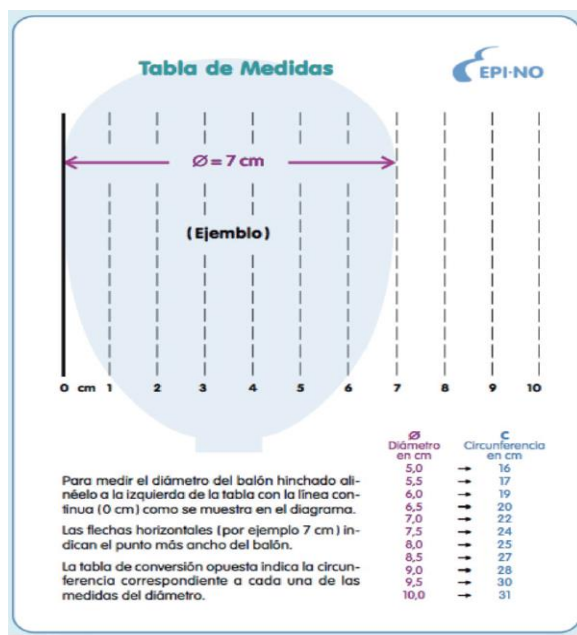 Tabla de Medidas
EPI·NO
Ø = 7 cm
(Ejemplo)
0 cm 1 2 3 4 5 6 7 8 9 10
Para medir el diámetro del balón hinchado ali-
néelo a la izquierda de la tabla con la línea con-
tinua (0 cm) como se muestra en el diagrama.
Las flechas horizontales (por ejemplo 7 cm) in-
dican el punto más ancho del balón.
La tabla de conversión opuesta indica la circun-
ferencia correspondiente a cada una de las
medidas del diámetro.
Ø C
Diámetro Circunferencia
en cm en cm
5,0 → 16
5,5 → 17
6,0 → 19
6,5 → 20
7,0 → 22
7,5 → 24
8,0 → 25
8,5 → 27
9,0 → 28
9,5 → 30
10,0 → 31